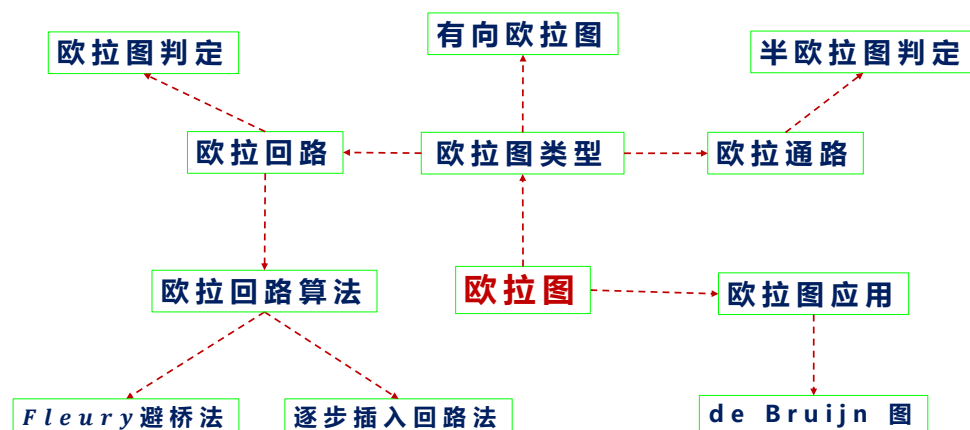 有向欧拉图
欧拉图判定
半欧拉图判定
欧拉回路
欧拉图类型
欧拉通路
欧拉回路算法
欧拉图
欧拉图应用
Fleury避桥法
逐步插入回路法
de Bruijn 图